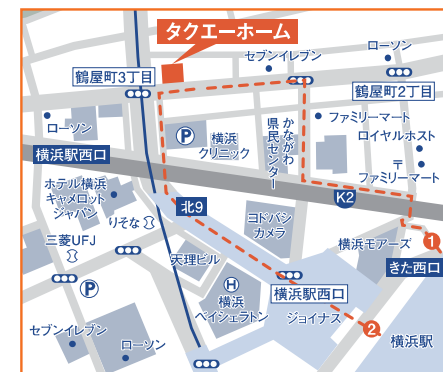 タクエーホーム
セブンイレブン
ローソン
鶴屋町3丁目
鶴屋町2丁目
ローソン
P
横浜
クリニック
かながわ
県民センター
ファミリーマート
ロイヤルホスト
〒
ファミリーマート
横浜駅西口
K2
ホテル横浜
キャメロット
ジャパン
りそな
北9
ヨドバシ
カメラ
横浜モアーズ
1
きた西口
三菱UFJ
天理ビル
P
H
横浜
ベイシェラトン
横浜駅西口
ジョイナス
2
横浜駅
セブンイレブン
ローソン